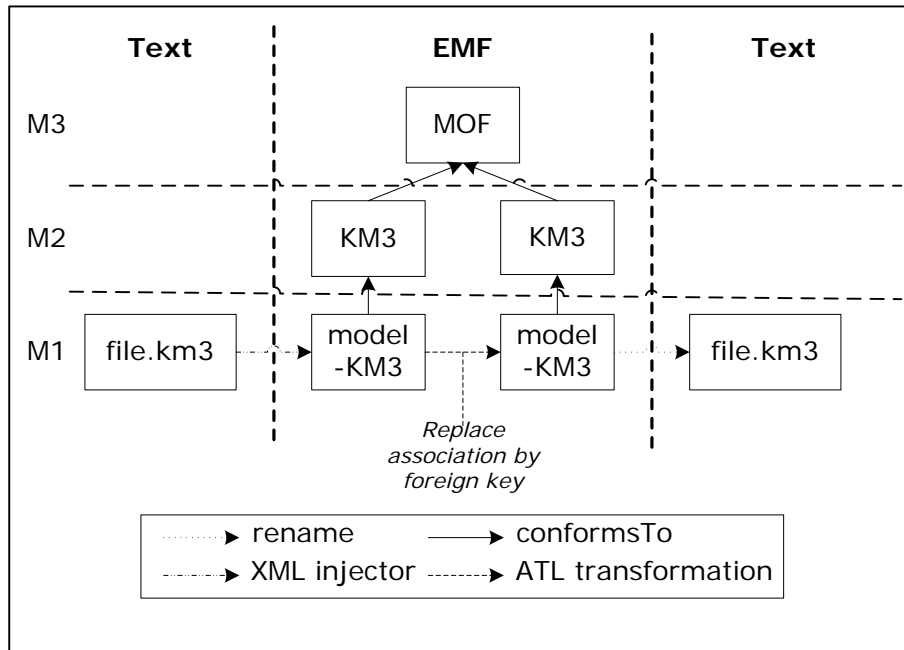 Text EMF Text
M3
MOF
M2
KM3 KM3
M1
file.km3
model
-KM3
model
-KM3
file.km3
Replace
association by
foreign key
rename conformsTo
XML injector ATL transformation